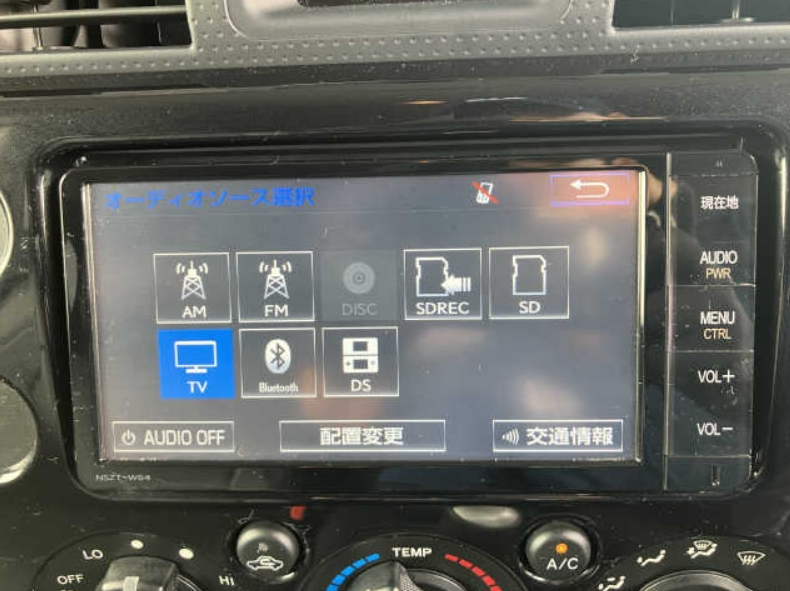 オーディオソース選択
現在地
AUDIO
PWR
AM
FM
DISC
SDREC
SD
MENU
CTRL
TV
Bluetooth
DS
VOL+
AUDIO OFF
配置変更
交通情報
VOL-
NSZT-W64
LO
OFF
HI
TEMP
A/C